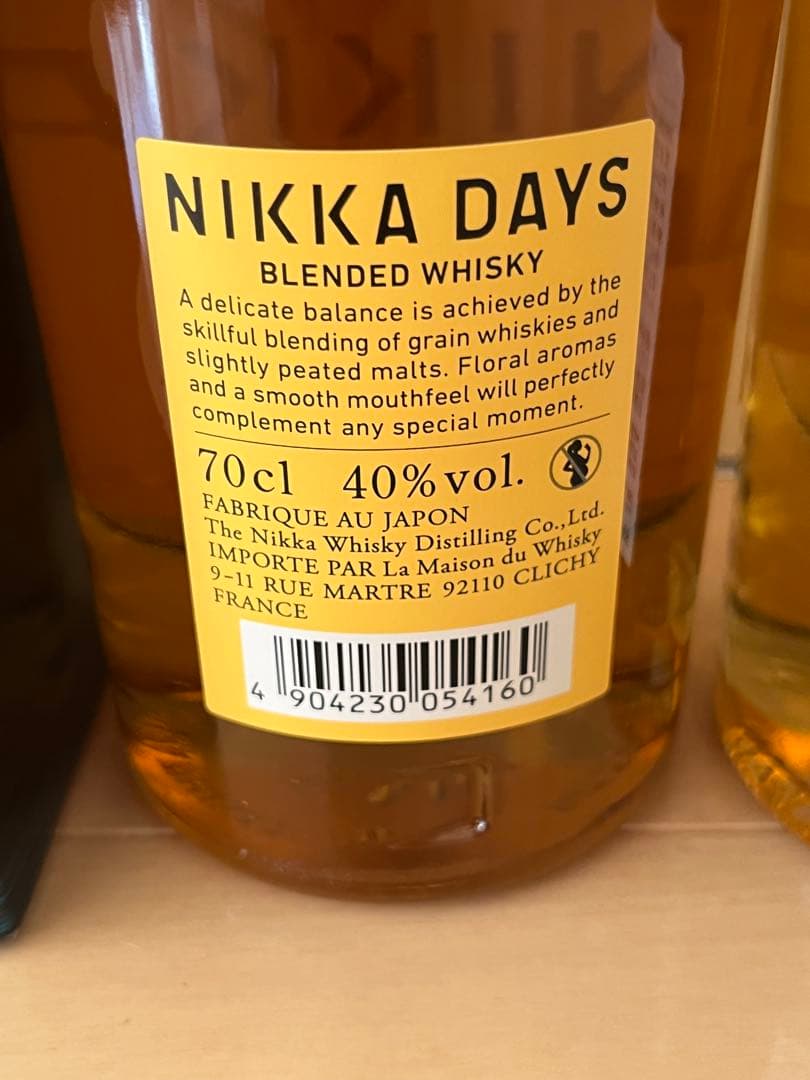 NIKKA DAYS
BLENDED WHISKY
A delicate balance is achieved by the
skillful blending of grain whiskies and
slightly peated malts. Floral aromas
and a smooth mouthfeel will perfectly
complement any special moment.
70cl 40% vol.
FABRIQUE AU JAPON
The Nikka Whisky Distilling Co.,Ltd.
IMPORTE PAR La Maison du Whisky
9-11 RUE MARTRE 92110 CLICHY
FRANCE
4 904230 054160